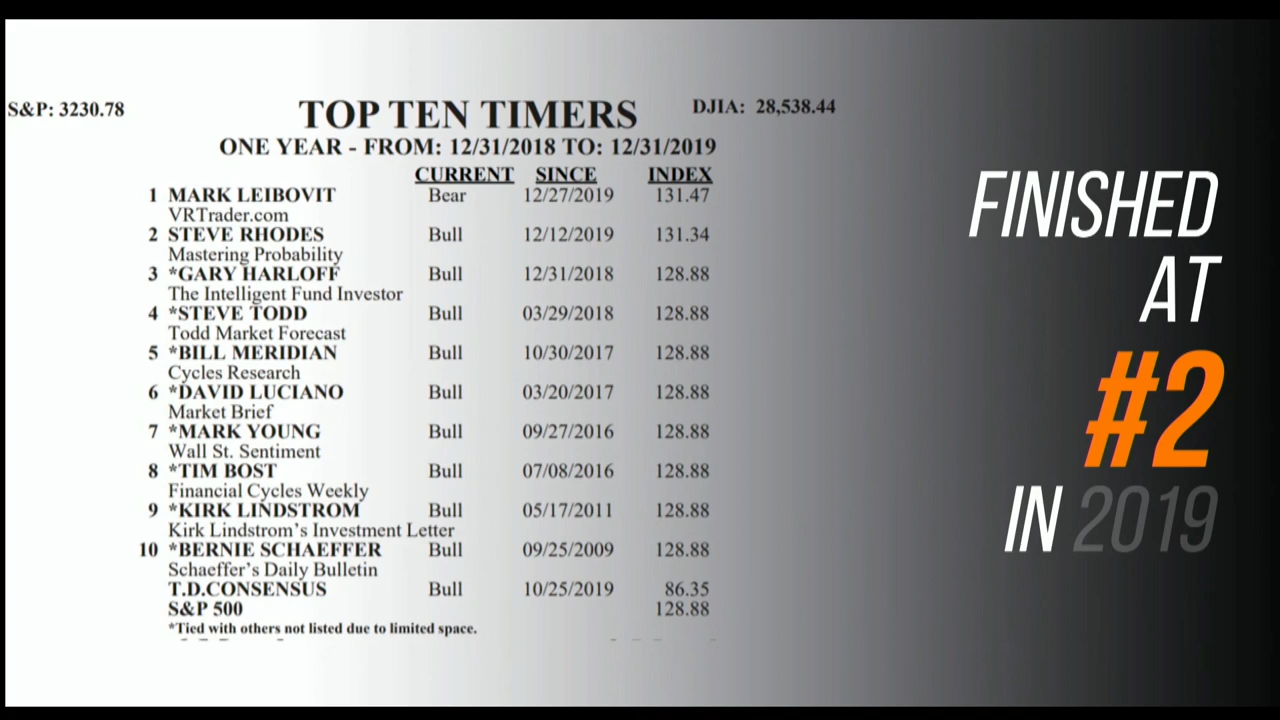 S&P: 3230.78
TOP TEN TIMERS
DJIA: 28,538.44
ONE YEAR - FROM: 12/31/2018 TO: 12/31/2019
CURRENT SINCE INDEX
1 MARK LEIBOVIT Bear 12/27/2019 131.47
VRTrader.com
2 STEVE RHODES Bull 12/12/2019 131.34
Mastering Probability
3 *GARY HARLOFF Bull 12/31/2018 128.88
The Intelligent Fund Investor
4 *STEVE TODD Bull 03/29/2018 128.88
Todd Market Forecast
5 *BILL MERIDIAN Bull 10/30/2017 128.88
Cycles Research
6 *DAVID LUCIANO Bull 03/20/2017 128.88
Market Brief
7 *MARK YOUNG Bull 09/27/2016 128.88
Wall St. Sentiment
8 *TIM BOST Bull 07/08/2016 128.88
Financial Cycles Weekly
9 *KIRK LINDSTROM Bull 05/17/2011 128.88
Kirk Lindstrom's Investment Letter
10 *BERNIE SCHAEFFER Bull 09/25/2009 128.88
Schaeffer's Daily Bulletin
T.D.CONSENSUS Bull 10/25/2019 86.35
S&P 500 128.88
*Tied with others not listed due to limited space.
FINISHED
AT
#2
IN 2019